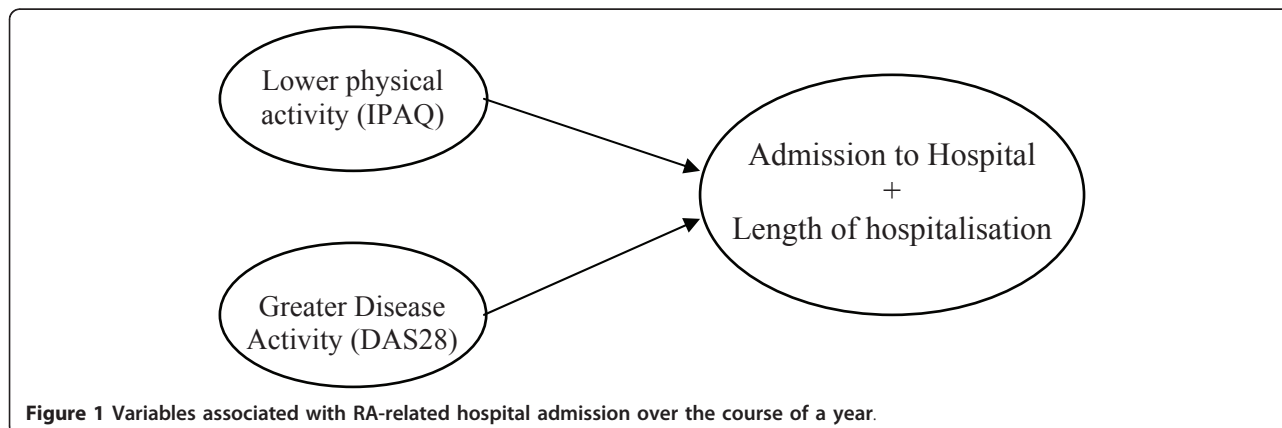 Lower physical
activity (IPAQ)
Admission to Hospital
+
Length of hospitalisation
Greater Disease
Activity (DAS28)
Figure 1 Variables associated with RA-related hospital admission over the course of a year.